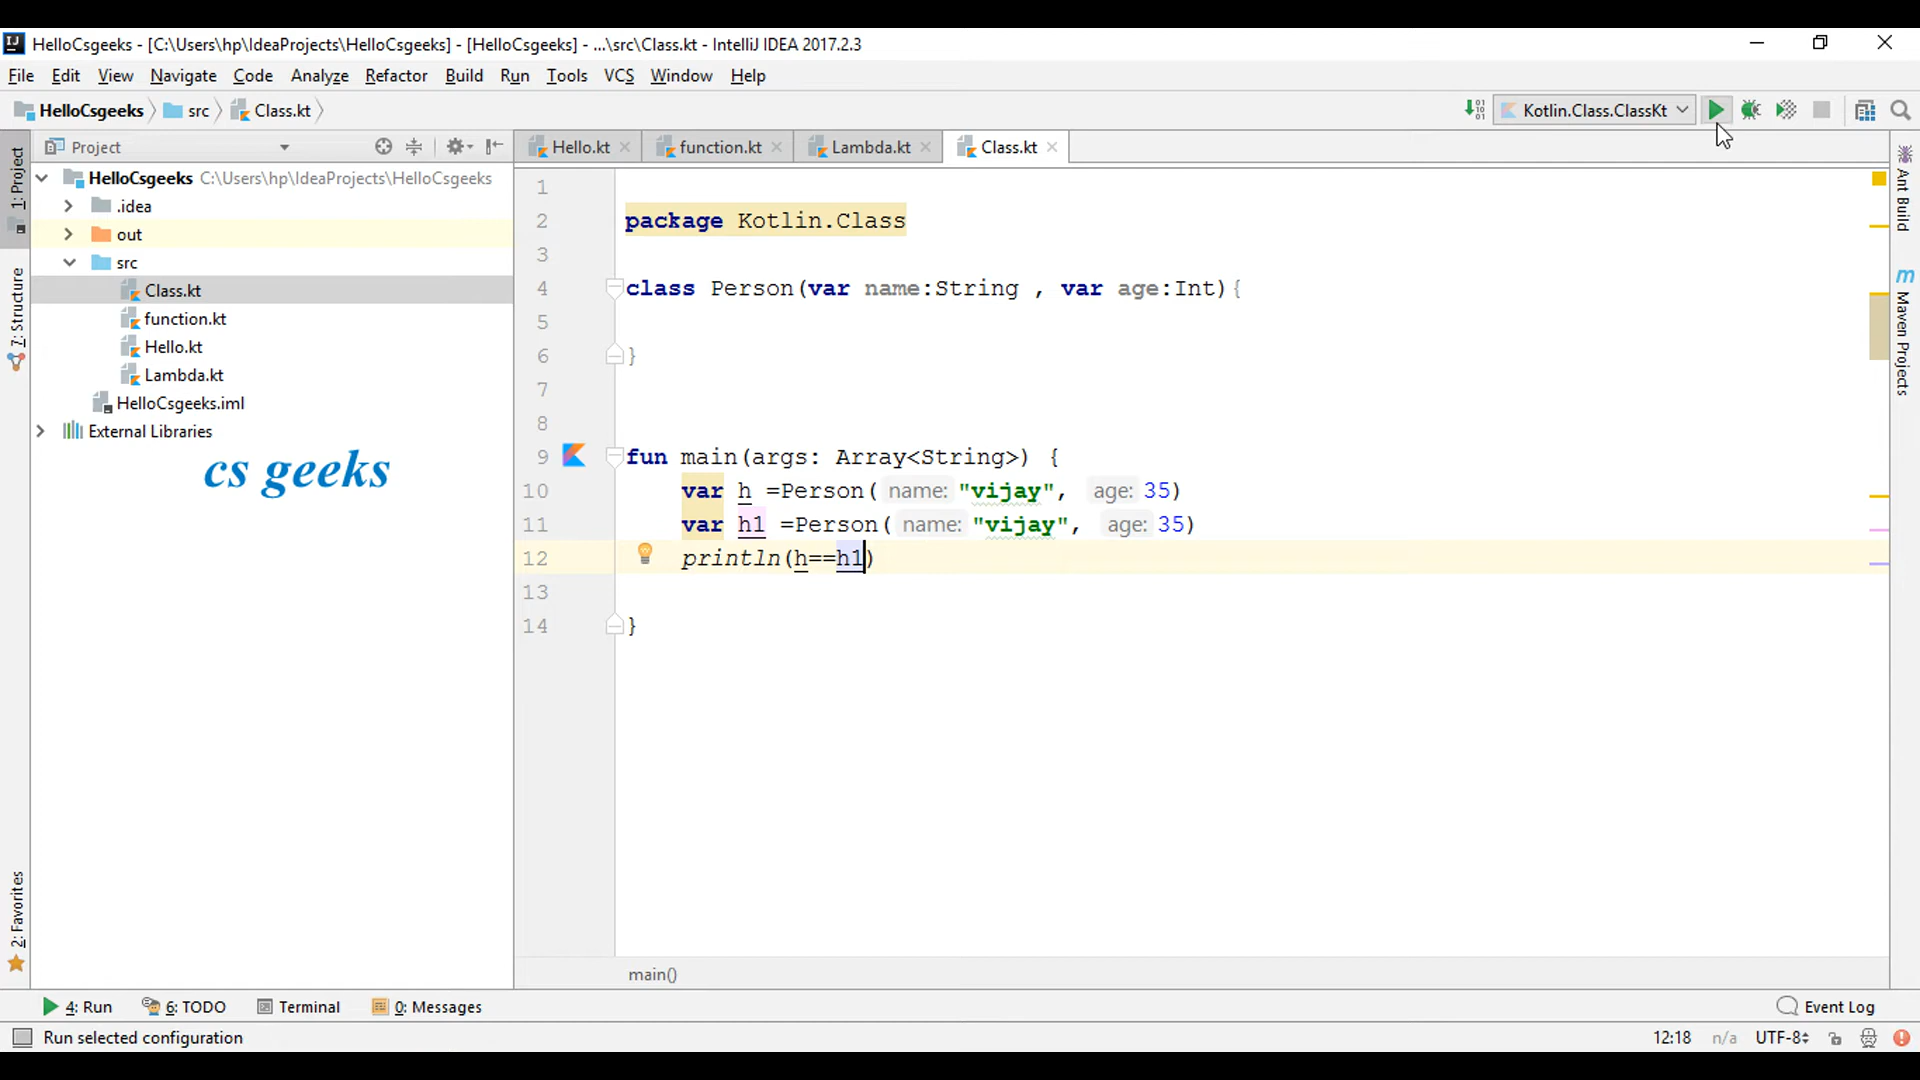 HelloCsgeeks - [C:\Users\hp\IdeaProjects\HelloCsgeeks] - [HelloCsgeeks] - ...\src\Class.kt - IntelliJ IDEA 2017.2.3
File Edit View Navigate Code Analyze Refactor Build Run Tools VCS Window Help
HelloCsgeeks src Class.kt Kotlin.Class.ClassKt
Project Hello.kt function.kt Lambda.kt Class.kt
1: Project
7: Structure
2: Favorites
HelloCsgeeks C:\Users\hp\IdeaProjects\HelloCsgeeks
.idea
out
src
Class.kt
function.kt
Hello.kt
Lambda.kt
HelloCsgeeks.iml
External Libraries
cs geeks
1
2 package Kotlin.Class
3
4 class Person(var name:String , var age:Int){
5
6 }
7
8
9 fun main(args: Array<String>) {
10 var h =Person( name: "vijay", age: 35)
11 var h1 =Person( name: "vijay", age: 35)
12 println(h==h1)
13
14 }
main()
Ant Build
m Maven Projects
4: Run 6: TODO Terminal 0: Messages Event Log
Run selected configuration 12:18 n/a UTF-8